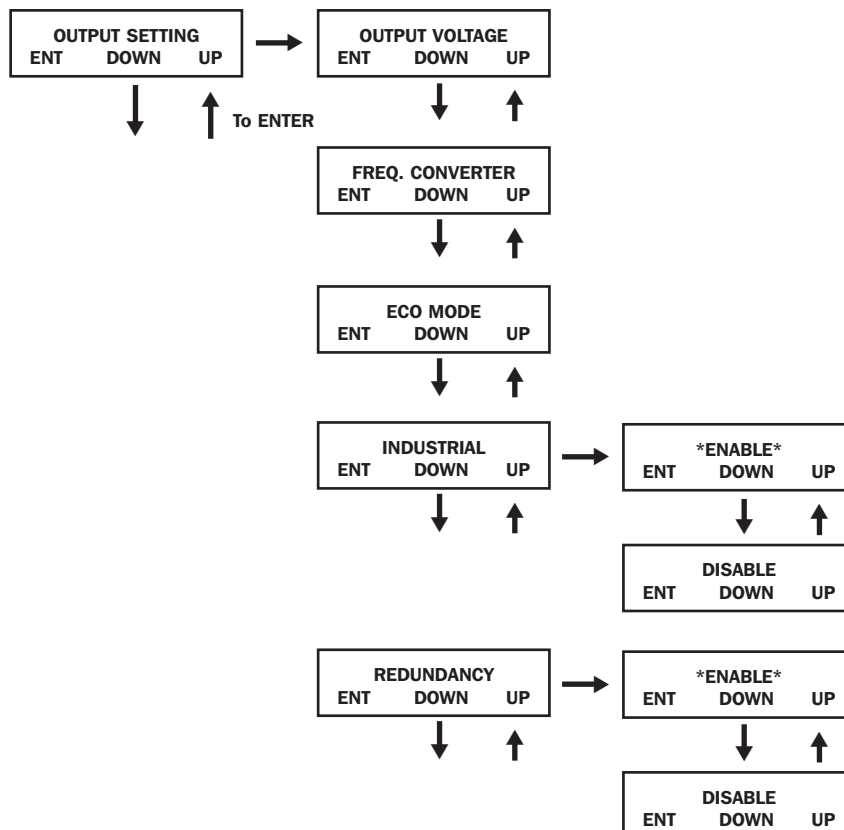 OUTPUT SETTING
ENT DOWN UP
OUTPUT VOLTAGE
ENT DOWN UP
To ENTER
FREQ. CONVERTER
ENT DOWN UP
ECO MODE
ENT DOWN UP
INDUSTRIAL
ENT DOWN UP
*ENABLE*
ENT DOWN UP
DISABLE
ENT DOWN UP
REDUNDANCY
ENT DOWN UP
*ENABLE*
ENT DOWN UP
DISABLE
ENT DOWN UP